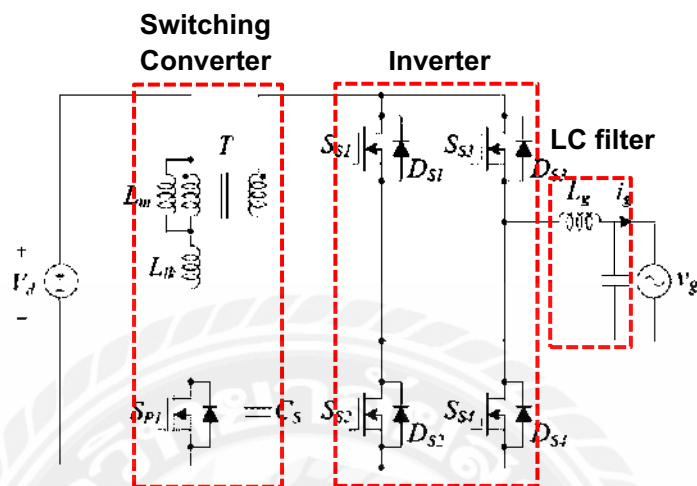 Switching
Converter
Inverter
LC filter
T
L_m
L_lk
+
V_d
−
S_P1
C_S
S_S1
D_S1
S_S3
D_S3
L_g
i_g
v_g
S_S2
D_S2
S_S4
D_S4